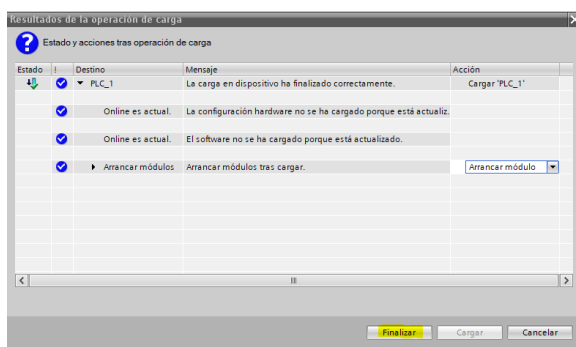 Resultados de la operación de carga
Estado y acciones tras operación de carga
Estado ! Destino Mensaje Acción
PLC_1 La carga en dispositivo ha finalizado correctamente. Cargar 'PLC_1'
Online es actual. La configuración hardware no se ha cargado porque está actualiz.
Online es actual. El software no se ha cargado porque está actualizado.
Arrancar módulos Arrancar módulos tras cargar. Arrancar módulo
Finalizar Cargar Cancelar